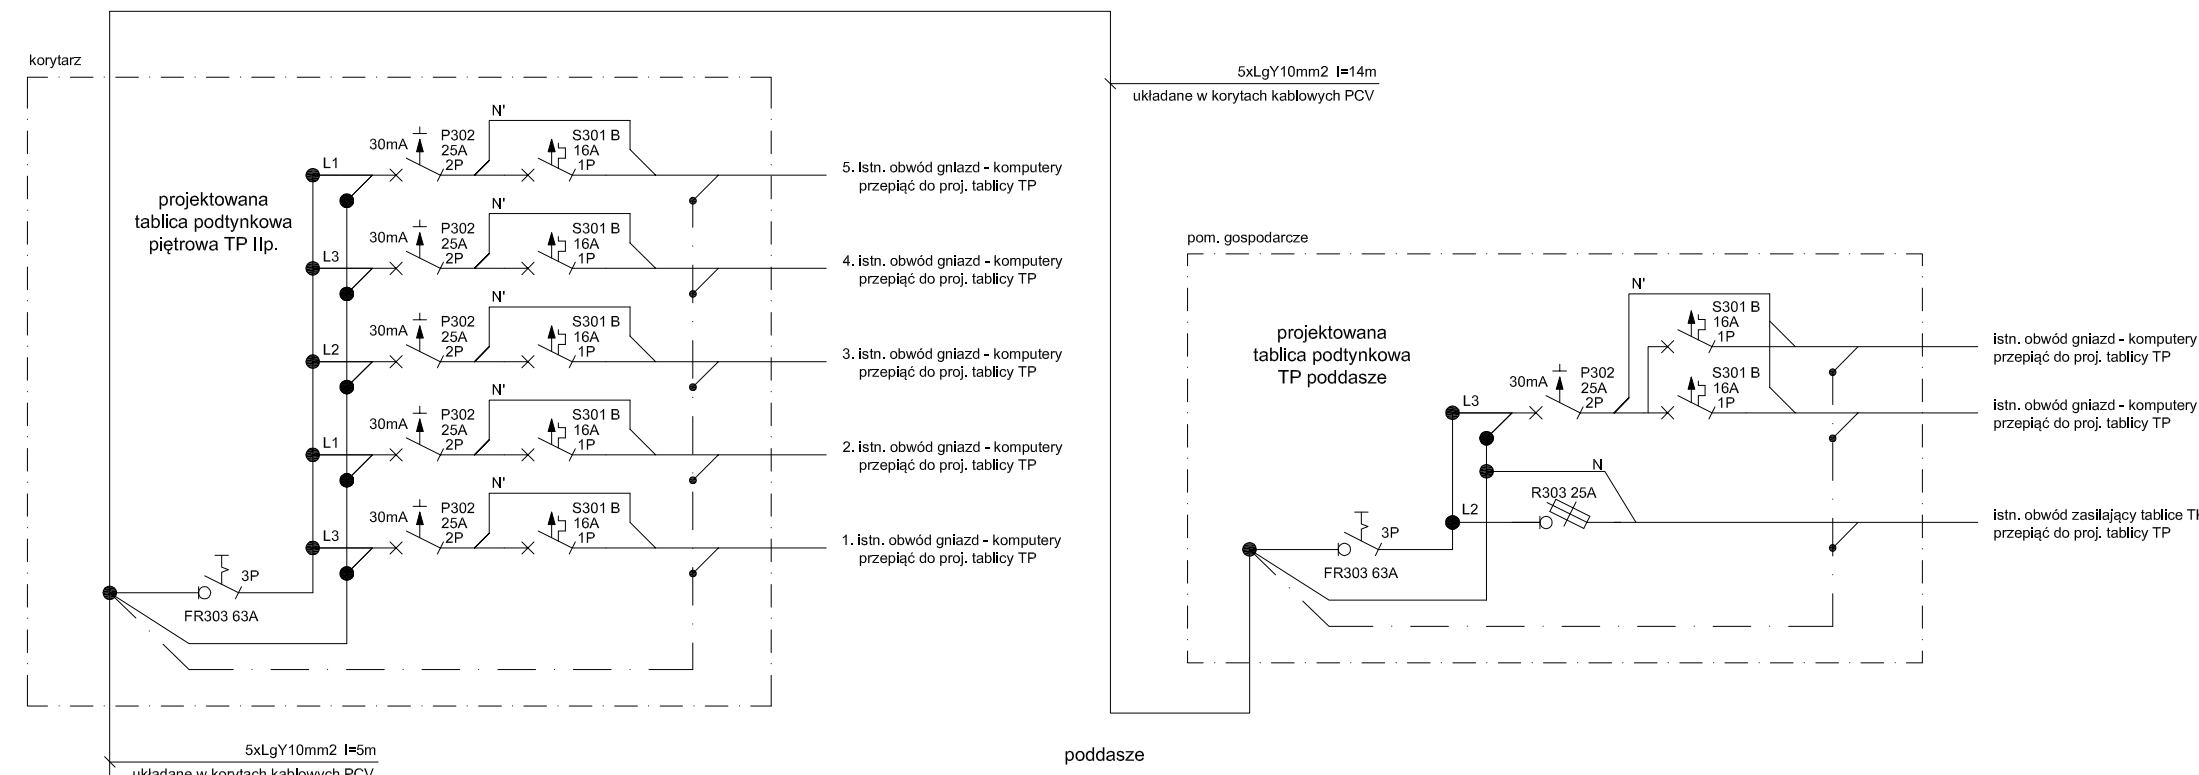 korytarz
projektowana
tablica podtynkowa
piętrowa TP IIp.
L1
30mA
P302
25A
2P
N'
S301 B
16A
1P
5. istn. obwód gniazd - komputery
przepiąć do proj. tablicy TP
L3
30mA
P302
25A
2P
N'
S301 B
16A
1P
4. istn. obwód gniazd - komputery
przepiąć do proj. tablicy TP
L2
30mA
P302
25A
2P
N'
S301 B
16A
1P
3. istn. obwód gniazd - komputery
przepiąć do proj. tablicy TP
L1
30mA
P302
25A
2P
N'
S301 B
16A
1P
2. istn. obwód gniazd - komputery
przepiąć do proj. tablicy TP
L3
30mA
P302
25A
2P
N'
S301 B
16A
1P
1. istn. obwód gniazd - komputery
przepiąć do proj. tablicy TP
3P
FR303 63A
5xLgY10mm2 l=5m
układane w korytach kablowych PCV
5xLgY10mm2 l=14m
układane w korytach kablowych PCV
pom. gospodarcze
projektowana
tablica podtynkowa
TP poddasze
N'
S301 B
16A
1P
istn. obwód gniazd - komputery
przepiąć do proj. tablicy TP
L3
30mA
P302
25A
2P
S301 B
16A
1P
istn. obwód gniazd - komputery
przepiąć do proj. tablicy TP
N
R303 25A
L2
istn. obwód zasilający tablice
przepiąć do proj. tablicy TP
3P
FR303 63A
poddasze